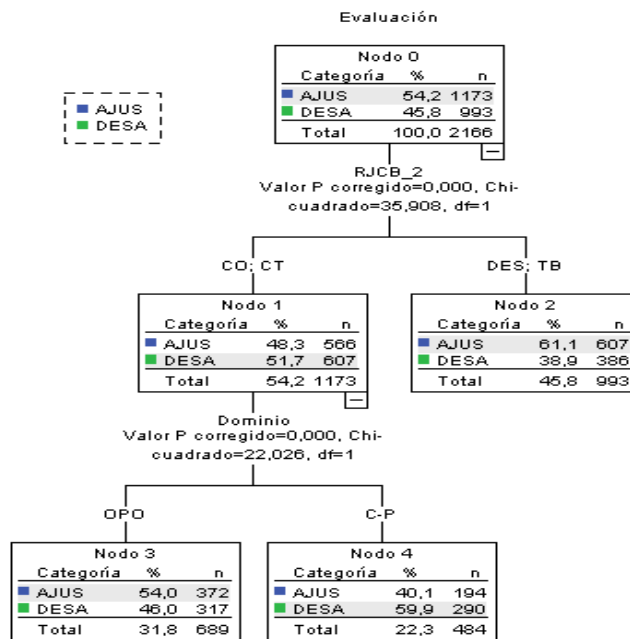 Evaluación
AJUS
DESA
Nodo 0
Categoría % n
AJUS 54,2 1173
DESA 45,8 993
Total 100,0 2166
RJCB_2
Valor P corregido=0,000, Chi-
cuadrado=35,908, df=1
CO; CT
DES; TB
Nodo 1
Categoría % n
AJUS 48,3 566
DESA 51,7 607
Total 54,2 1173
Nodo 2
Categoría % n
AJUS 61,1 607
DESA 38,9 386
Total 45,8 993
Dominio
Valor P corregido=0,000, Chi-
cuadrado=22,026, df=1
OPO
C-P
Nodo 3
Categoría % n
AJUS 54,0 372
DESA 46,0 317
Total 31,8 689
Nodo 4
Categoría % n
AJUS 40,1 194
DESA 59,9 290
Total 22,3 484